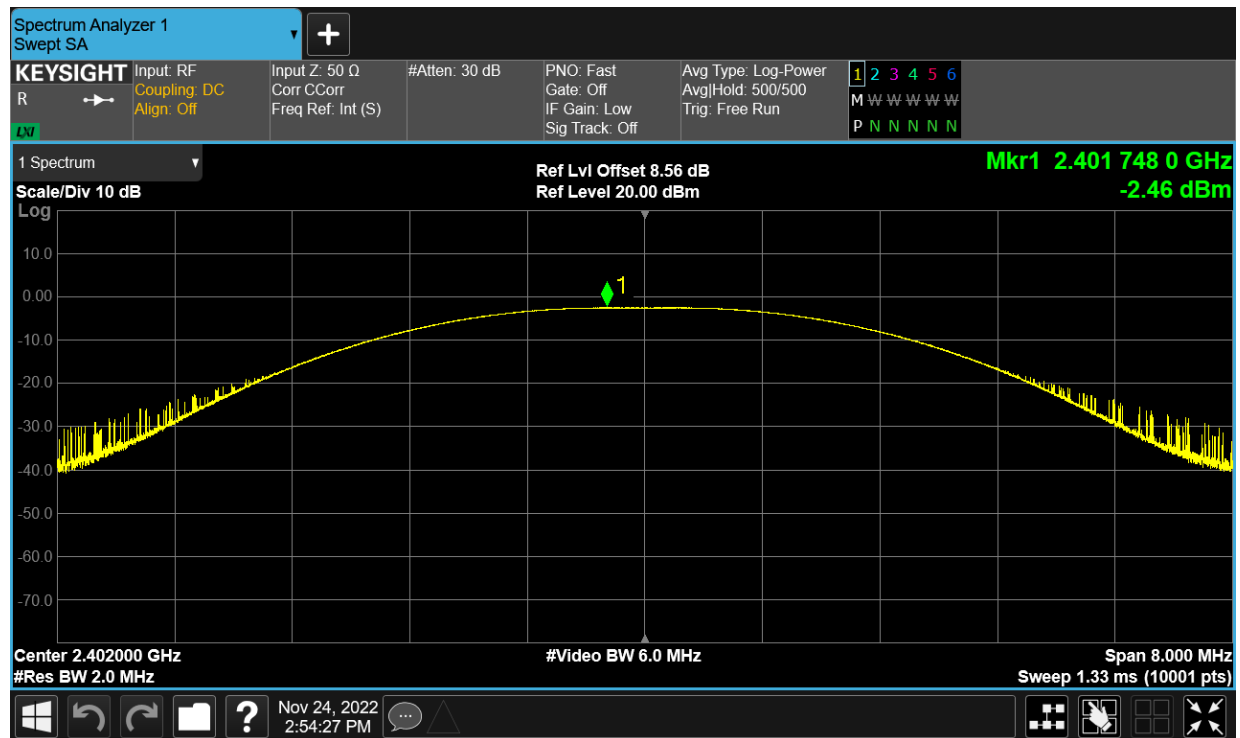 Spectrum Analyzer 1
Swept SA
KEYSIGHT
R
LXI
Input: RF
Coupling: DC
Align: Off
Input Z: 50 Ω
Corr CCorr
Freq Ref: Int (S)
#Atten: 30 dB
PNO: Fast
Gate: Off
IF Gain: Low
Sig Track: Off
Avg Type: Log-Power
Avg|Hold: 500/500
Trig: Free Run
1 2 3 4 5 6
M W W W W W
P N N N N N
1 Spectrum
Scale/Div 10 dB
Log
Ref Lvl Offset 8.56 dB
Ref Level 20.00 dBm
Mkr1 2.401 748 0 GHz
-2.46 dBm
10.0
0.00
-10.0
-20.0
-30.0
-40.0
-50.0
-60.0
-70.0
1
Center 2.402000 GHz
#Res BW 2.0 MHz
#Video BW 6.0 MHz
Span 8.000 MHz
Sweep 1.33 ms (10001 pts)
?
Nov 24, 2022
2:54:27 PM